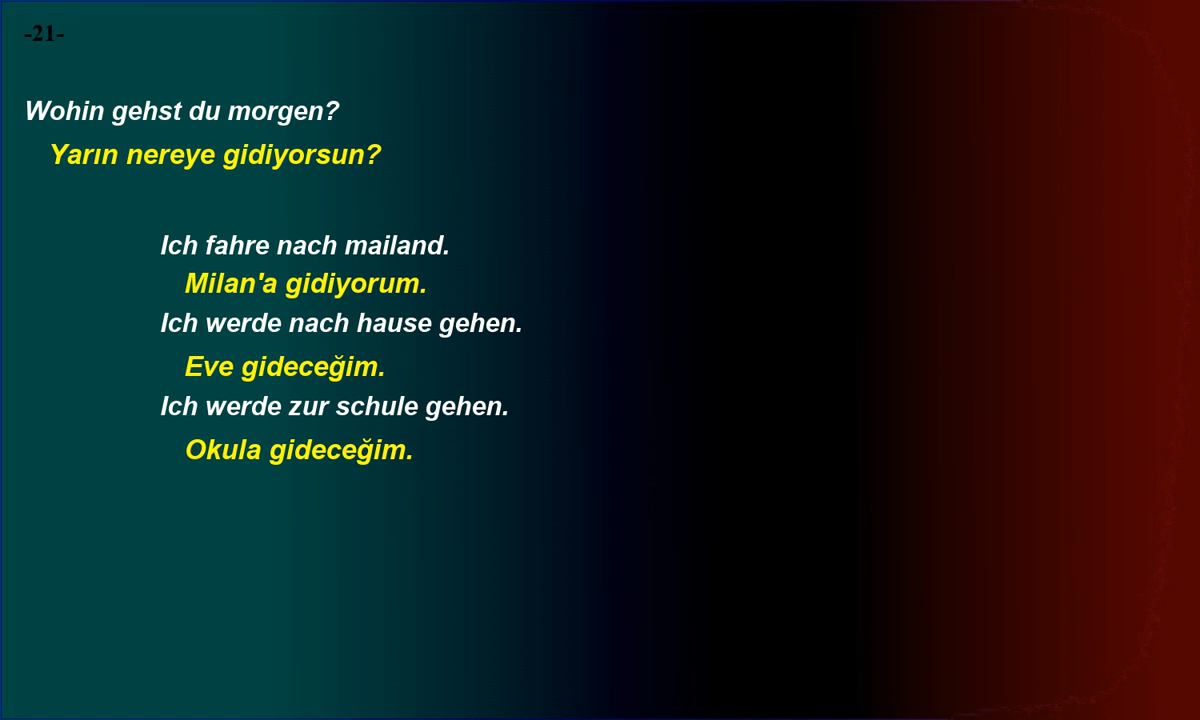 -21-
Wohin gehst du morgen?
Yarın nereye gidiyorsun?
Ich fahre nach mailand.
Milan'a gidiyorum.
Ich werde nach hause gehen.
Eve gideceğim.
Ich werde zur schule gehen.
Okula gideceğim.